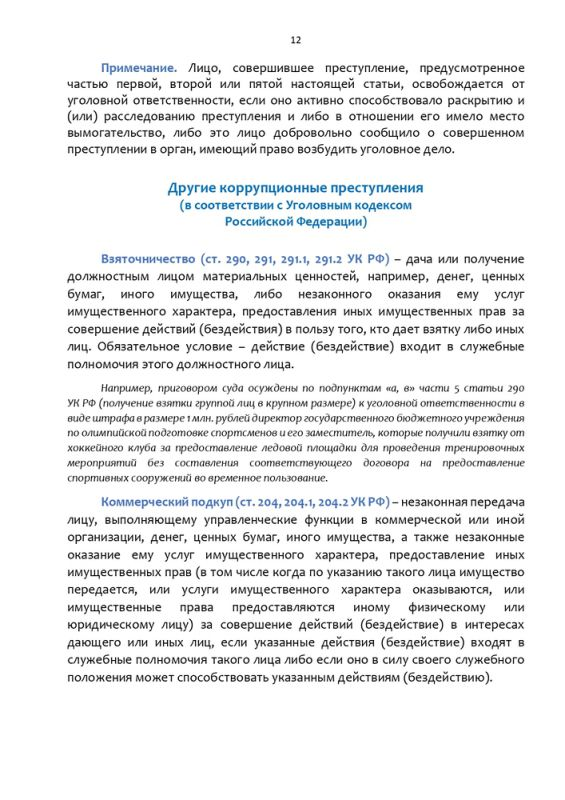 12
Примечание. Лицо, совершившее преступление, предусмотренное
частью первой, второй или пятой настоящей статьи, освобождается от
уголовной ответственности, если оно активно способствовало раскрытию и
(или) расследованию преступления и либо в отношении его имело место
вымогательство, либо это лицо добровольно сообщило о совершенном
преступлении в орган, имеющий право возбудить уголовное дело.
Другие коррупционные преступления
(в соответствии с Уголовным кодексом
Российской Федерации)
Взяточничество (ст. 290, 291, 291.1, 291.2 УК РФ) – дача или получение
должностным лицом материальных ценностей, например, денег, ценных
бумаг, иного имущества, либо незаконного оказания ему услуг
имущественного характера, предоставления иных имущественных прав за
совершение действий (бездействия) в пользу того, кто дает взятку либо иных
лиц. Обязательное условие – действие (бездействие) входит в служебные
полномочия этого должностного лица.
Например, приговором суда осуждены по подпунктам «а, в» части 5 статьи 290
УК РФ (получение взятки группой лиц в крупном размере) к уголовной ответственности в
виде штрафа в размере 1 млн. рублей директор государственного бюджетного учреждения
по олимпийской подготовке спортсменов и его заместитель, которые получили взятку от
хоккейного клуба за предоставление ледовой площадки для проведения тренировочных
мероприятий без составления соответствующего договора на предоставление
спортивных сооружений во временное пользование.
Коммерческий подкуп (ст. 204, 204.1, 204.2 УК РФ) – незаконная передача
лицу, выполняющему управленческие функции в коммерческой или иной
организации, денег, ценных бумаг, иного имущества, а также незаконные
оказание ему услуг имущественного характера, предоставление иных
имущественных прав (в том числе когда по указанию такого лица имущество
передается, или услуги имущественного характера оказываются, или
имущественные права предоставляются иному физическому или
юридическому лицу) за совершение действий (бездействие) в интересах
дающего или иных лиц, если указанные действия (бездействие) входят в
служебные полномочия такого лица либо если оно в силу своего служебного
положения может способствовать указанным действиям (бездействию).